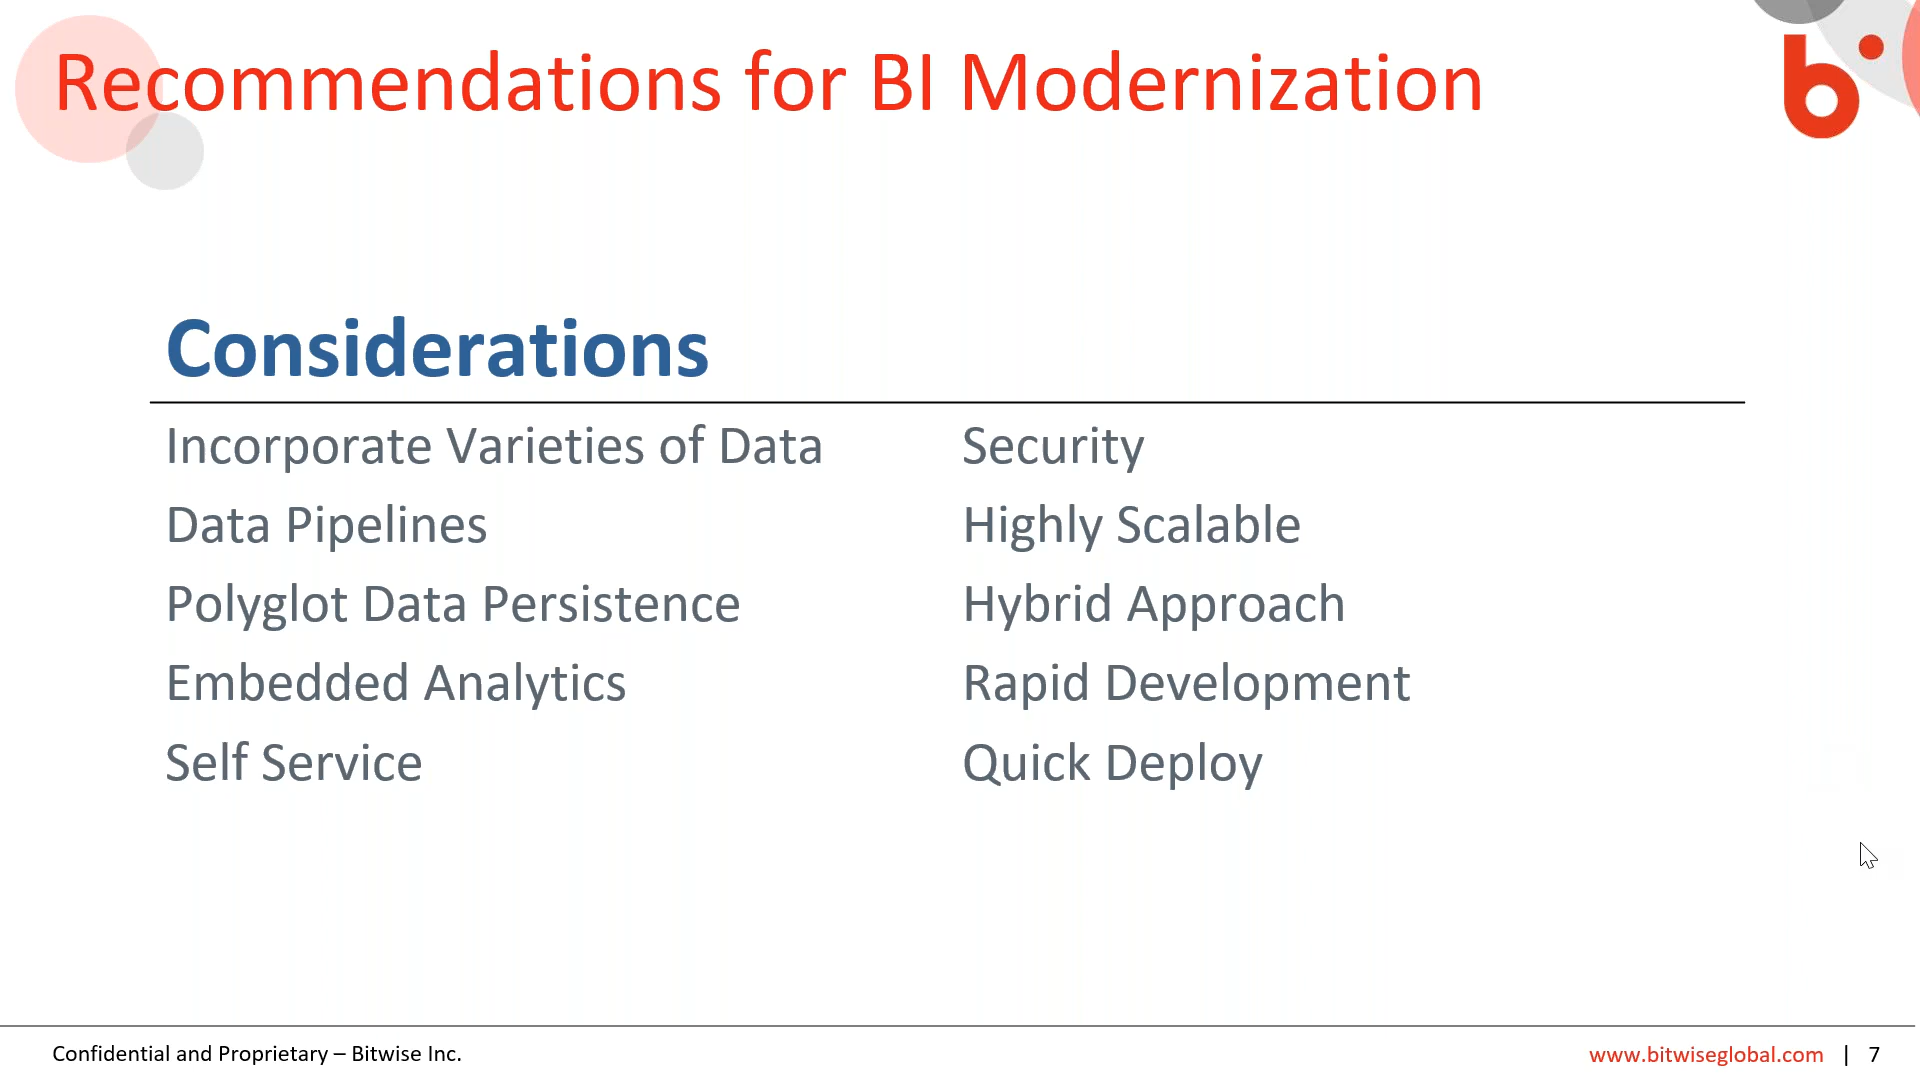 Recommendations for BI Modernization
Considerations
Incorporate Varieties of Data
Data Pipelines
Polyglot Data Persistence
Embedded Analytics
Self Service
Security
Highly Scalable
Hybrid Approach
Rapid Development
Quick Deploy
Confidential and Proprietary – Bitwise Inc.
www.bitwiseglobal.com | 7